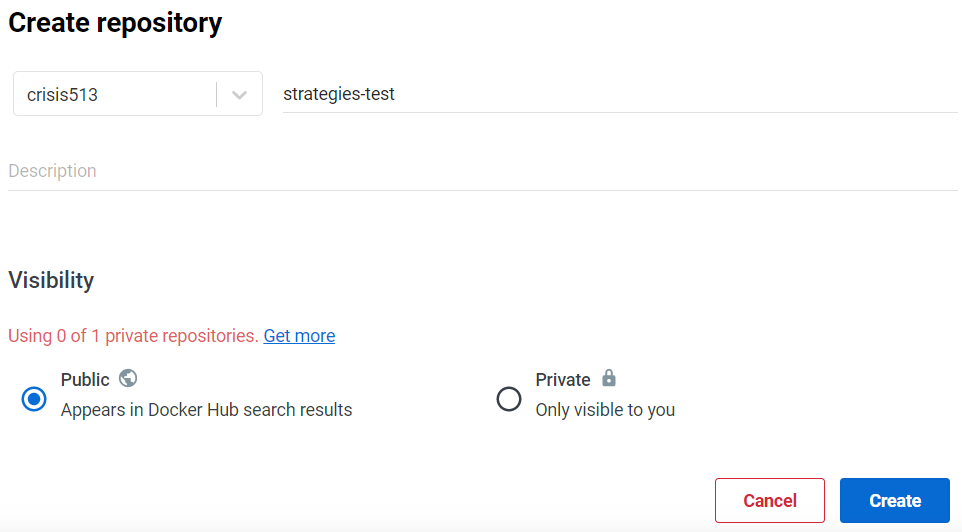 Create repository
crisis513
strategies-test
Description
Visibility
Using 0 of 1 private repositories. Get more
Public
Appears in Docker Hub search results
Private
Only visible to you
Cancel
Create